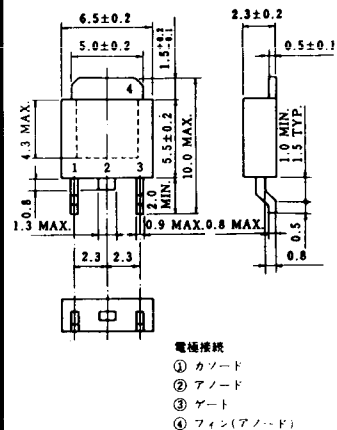 6.5±0.2
5.0±0.2
1.5 +0.2 -0.1
2.3±0.2
0.5±0.1
4
4.3 MAX.
5.5±0.2
10.0 MAX.
1.0 MIN.
1.5 TYP.
1 2 3
0.8
2.0 MIN.
1.3 MAX.
0.9 MAX.
0.8 MAX.
0.5
0.8
2.3 2.3
電極接続
① カソード
② アノード
③ ゲート
④ フィン(アノード)